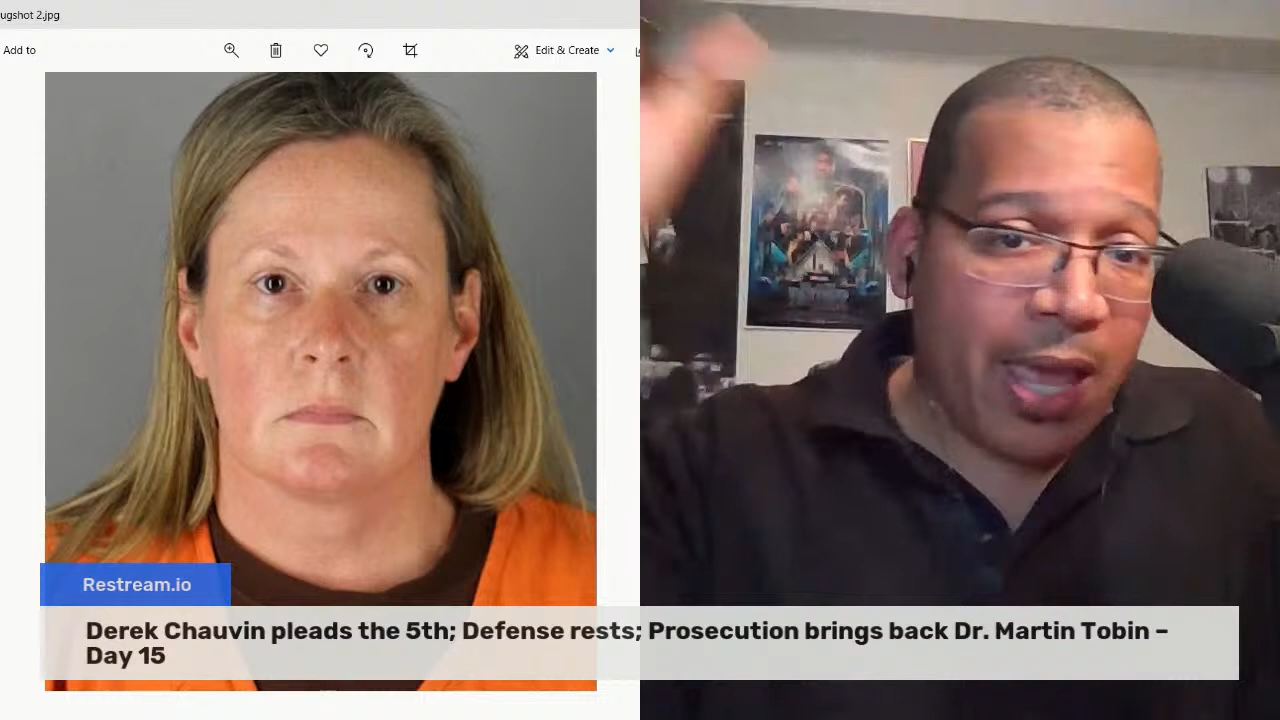 ugshot 2.jpg
Add to
Edit & Create
Restream.io
Derek Chauvin pleads the 5th; Defense rests; Prosecution brings back Dr. Martin Tobin –
Day 15